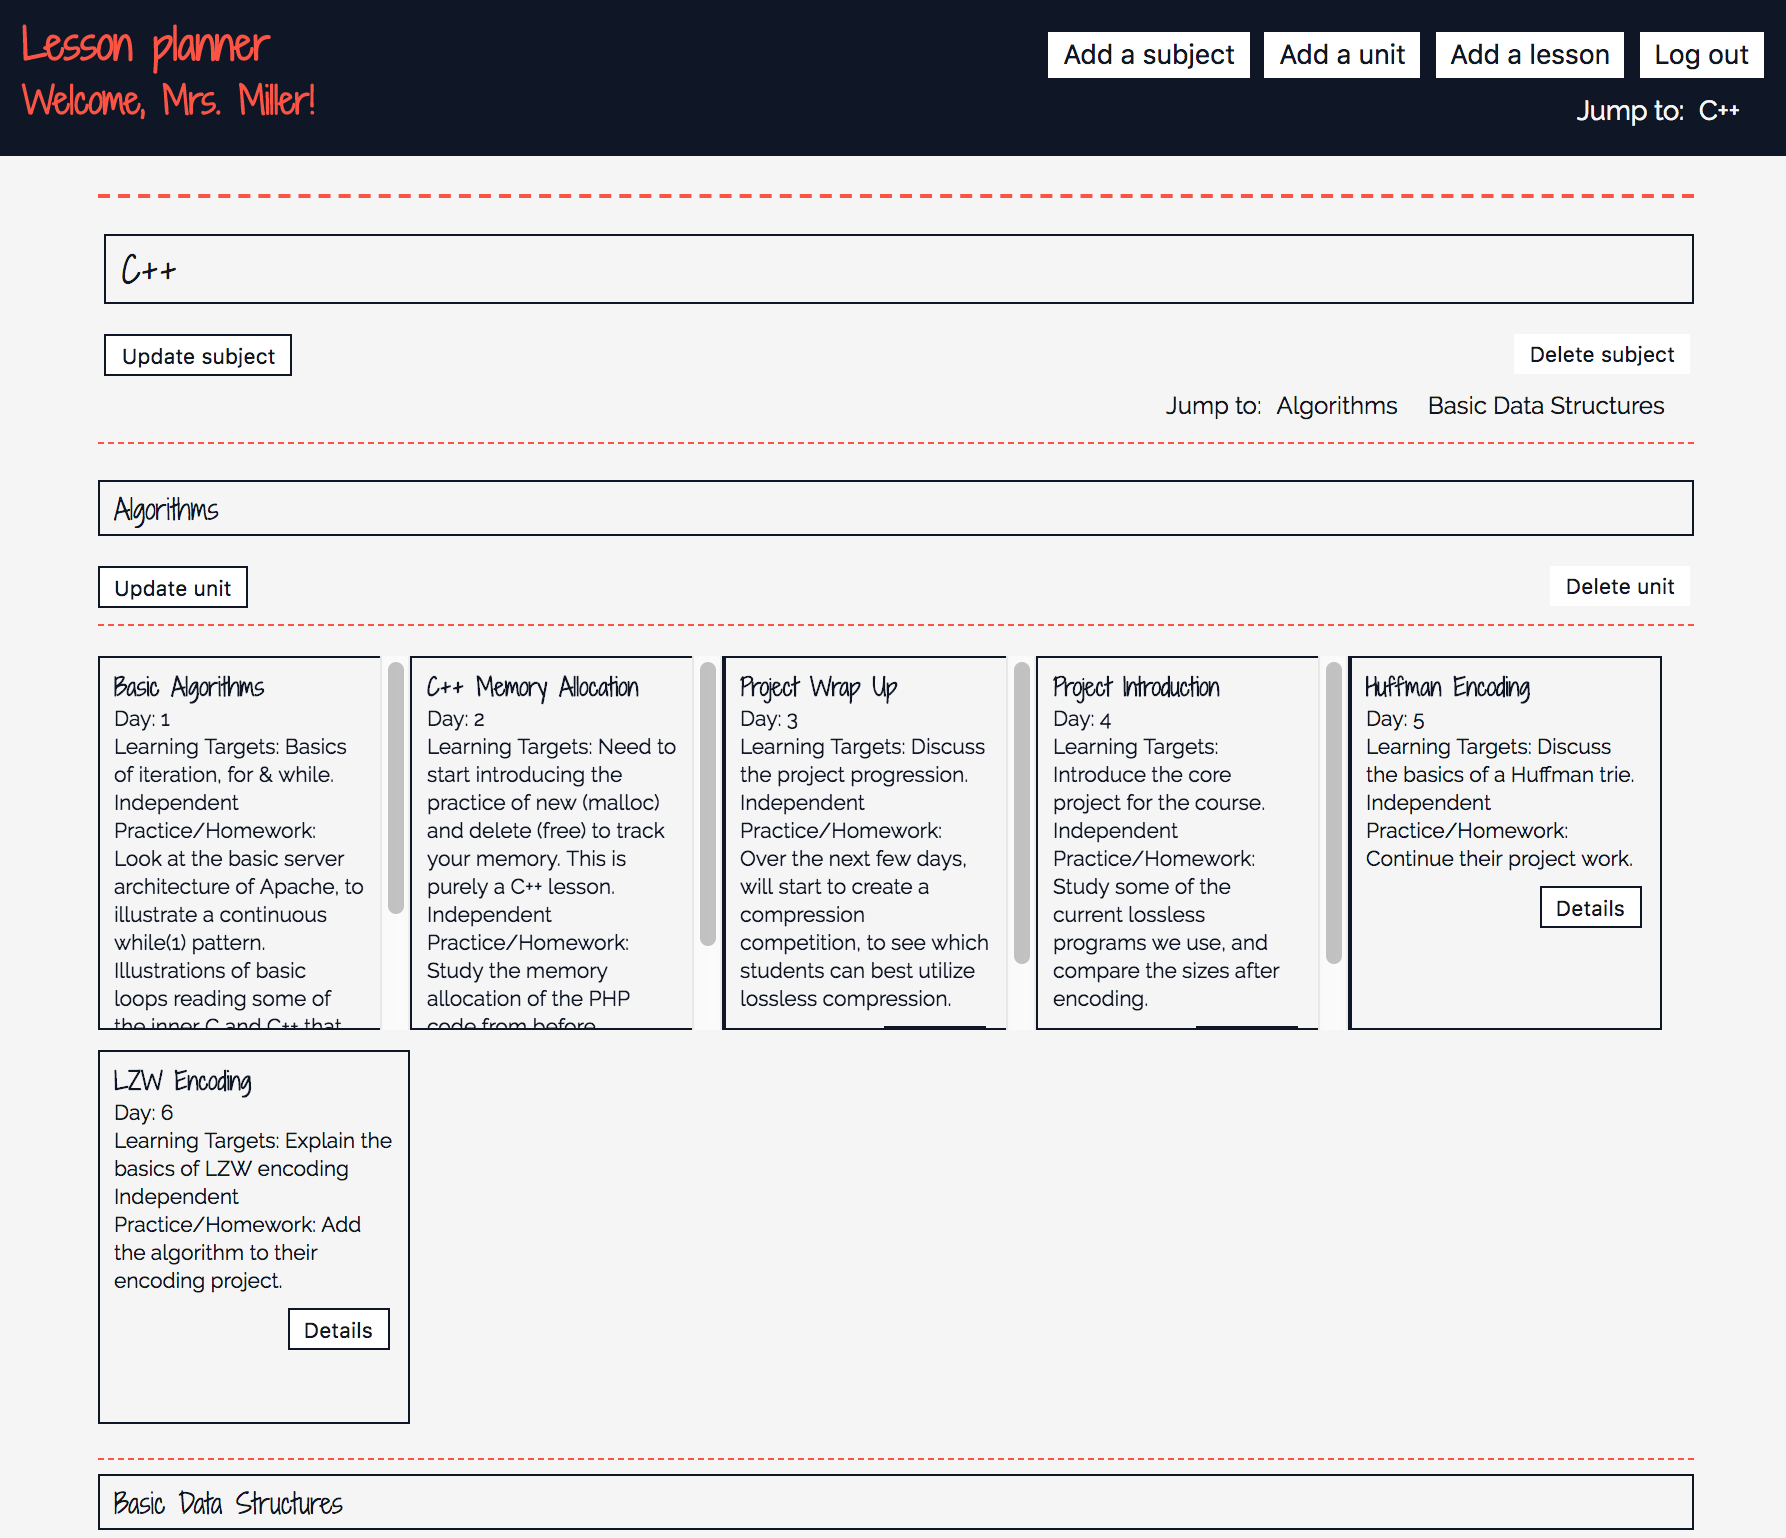 Lesson planner
Welcome, Mrs. Miller!
Add a subject
Add a unit
Add a lesson
Log out
Jump to: C++
C++
Update subject
Delete subject
Jump to: Algorithms Basic Data Structures
Algorithms
Update unit
Delete unit
Basic Algorithms
Day: 1
Learning Targets: Basics
of iteration, for & while.
Independent
Practice/Homework:
Look at the basic server
architecture of Apache, to
illustrate a continuous
while(1) pattern.
Illustrations of basic
loops reading some of
the inner C and C++ that
C++ Memory Allocation
Day: 2
Learning Targets: Need to
start introducing the
practice of new (malloc)
and delete (free) to track
your memory. This is
purely a C++ lesson.
Independent
Practice/Homework:
Study the memory
allocation of the PHP
code from before
Project Wrap Up
Day: 3
Learning Targets: Discuss
the project progression.
Independent
Practice/Homework:
Over the next few days,
will start to create a
compression
competition, to see which
students can best utilize
lossless compression.
Project Introduction
Day: 4
Learning Targets:
Introduce the core
project for the course.
Independent
Practice/Homework:
Study some of the
current lossless
programs we use, and
compare the sizes after
encoding.
Huffman Encoding
Day: 5
Learning Targets: Discuss
the basics of a Huffman trie.
Independent
Practice/Homework:
Continue their project work.
Details
LZW Encoding
Day: 6
Learning Targets: Explain the
basics of LZW encoding
Independent
Practice/Homework: Add
the algorithm to their
encoding project.
Details
Basic Data Structures